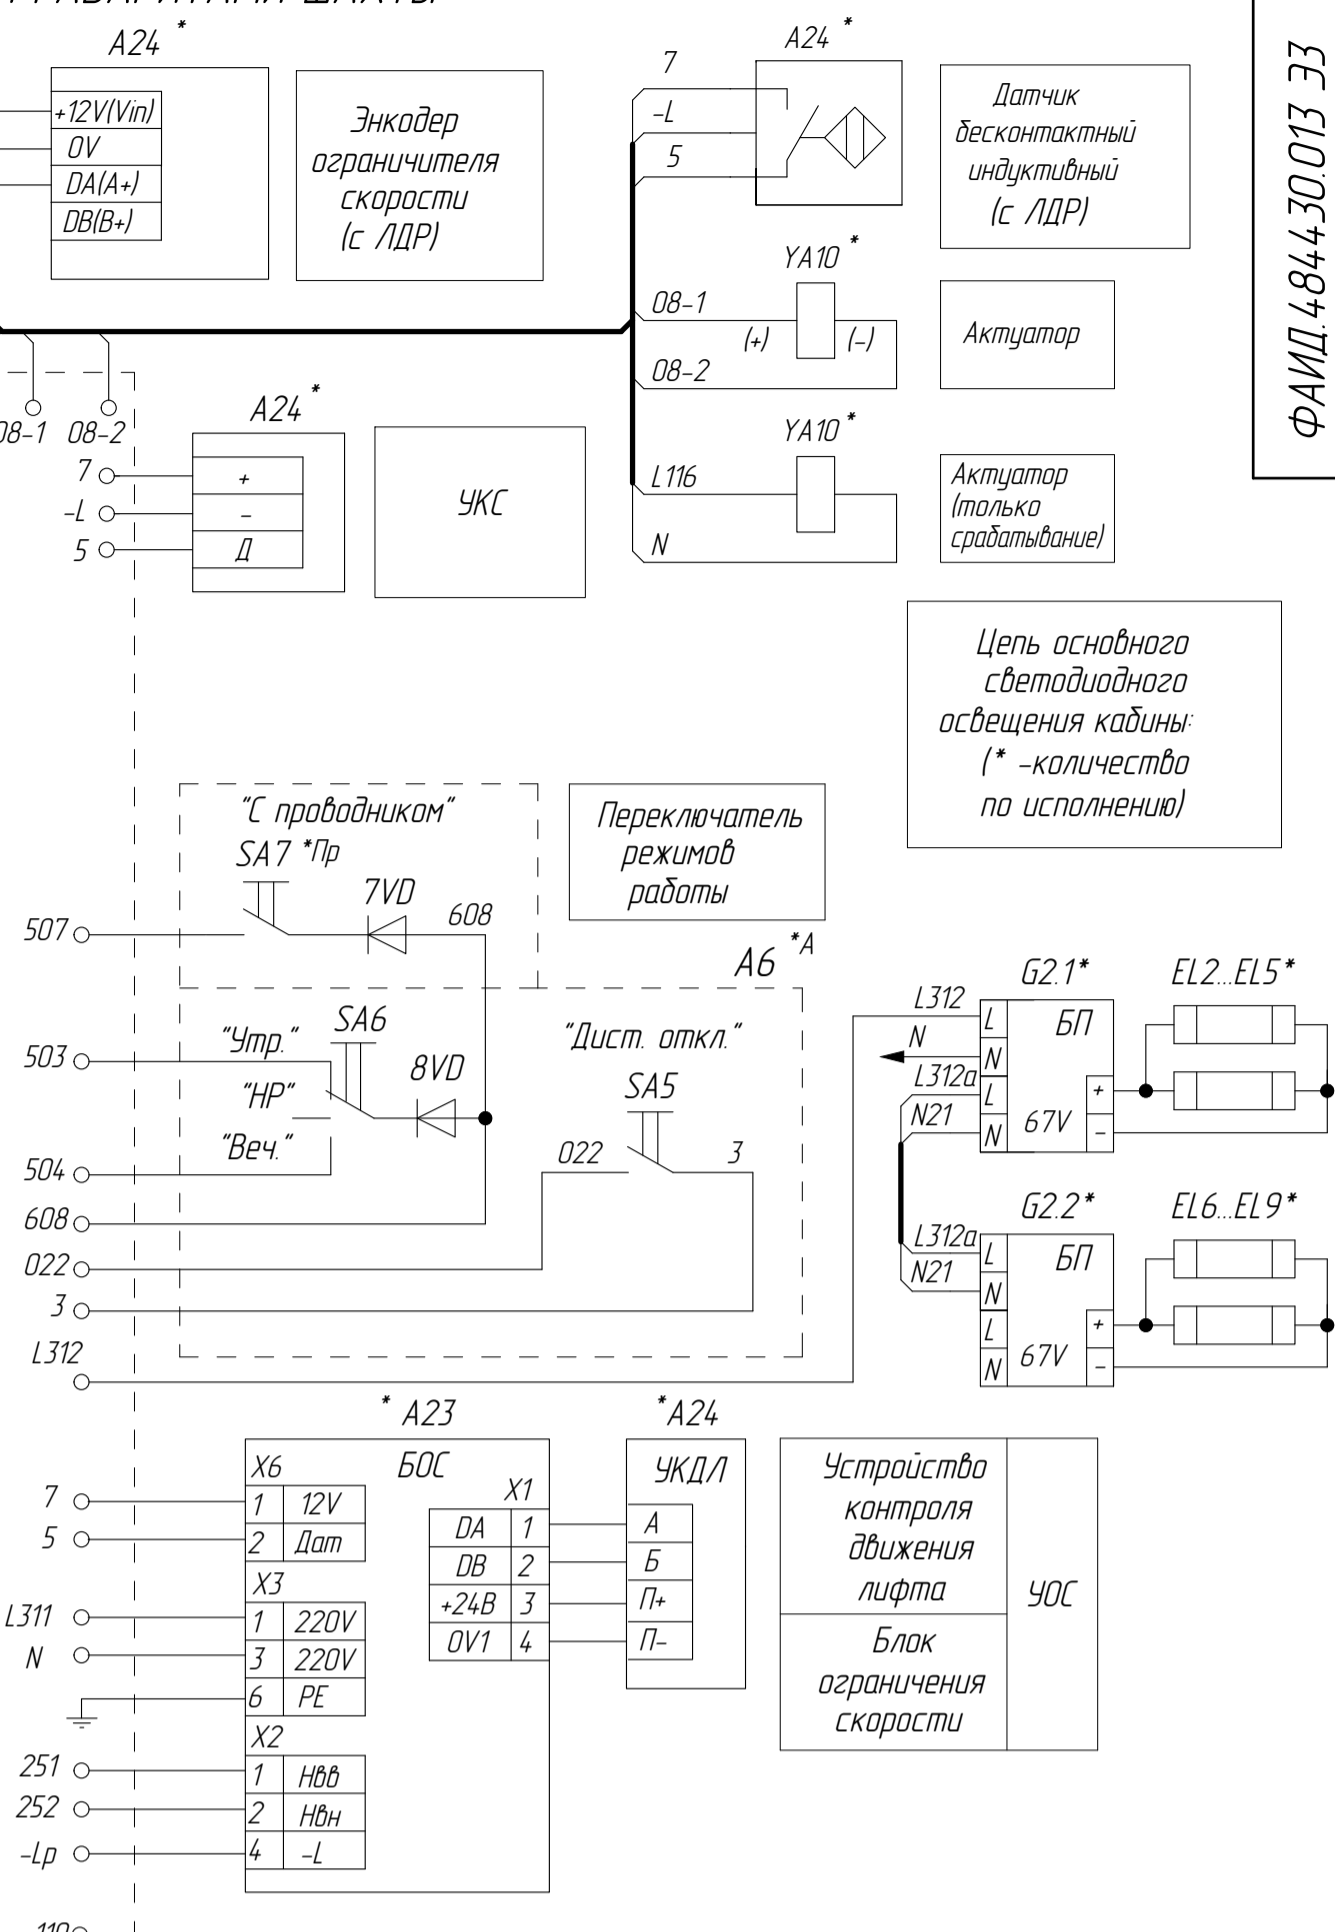 A24 *
+12V(Vin)
0V
DA(A+)
DB(B+)
Энкодер
ограничителя
скорости
(с ЛДР)
7
-L
5
A24 *
Датчик
бесконтактный
индуктивный
(с ЛДР)
ФАИД.484430.013 ЭЗ
YA10 *
08-1
(+)
(-)
08-2
Актуатор
YA10 *
L116
N
Актуатор
(только
срабатывание)
08-1 08-2
7
-L
5
A24 *
+
-
Д
УКС
Цепь основного
светодиодного
освещения кабины:
(* -количество
по исполнению)
"С проводником"
SA7 *Пр
7VD
608
507
Переключатель
режимов
работы
A6 *А
"Утр."
SA6
503
"НР"
8VD
"Веч."
504
608
022
3
L312
"Дист. откл."
SA5
022
3
G2.1*
EL2...EL5*
L312
N
L312a
N21
L
N
L
N
БП
67V
+
-
G2.2*
EL6...EL9*
L312a
N21
L
N
L
N
БП
67V
+
-
* A23
БОС
X6
7
1 12V
5
2 Дат
X3
L311
1 220V
N
3 220V
6 PE
X2
251
1 Нвв
252
2 Нвн
-Lp
4 -L
X1
DA 1
DB 2
+24В 3
0V1 4
*A24
УКДЛ
А
Б
П+
П-
Устройство
контроля
движения
лифта
Блок
ограничения
скорости
УОС